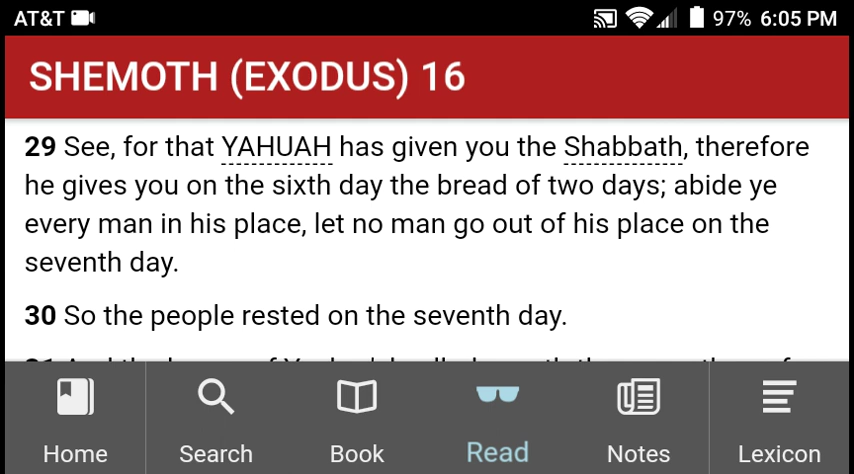 AT&T 97% 6:05 PM
SHEMOTH (EXODUS) 16
29 See, for that YAHUAH has given you the Shabbath, therefore
he gives you on the sixth day the bread of two days; abide ye
every man in his place, let no man go out of his place on the
seventh day.
30 So the people rested on the seventh day.
Home Search Book Read Notes Lexicon